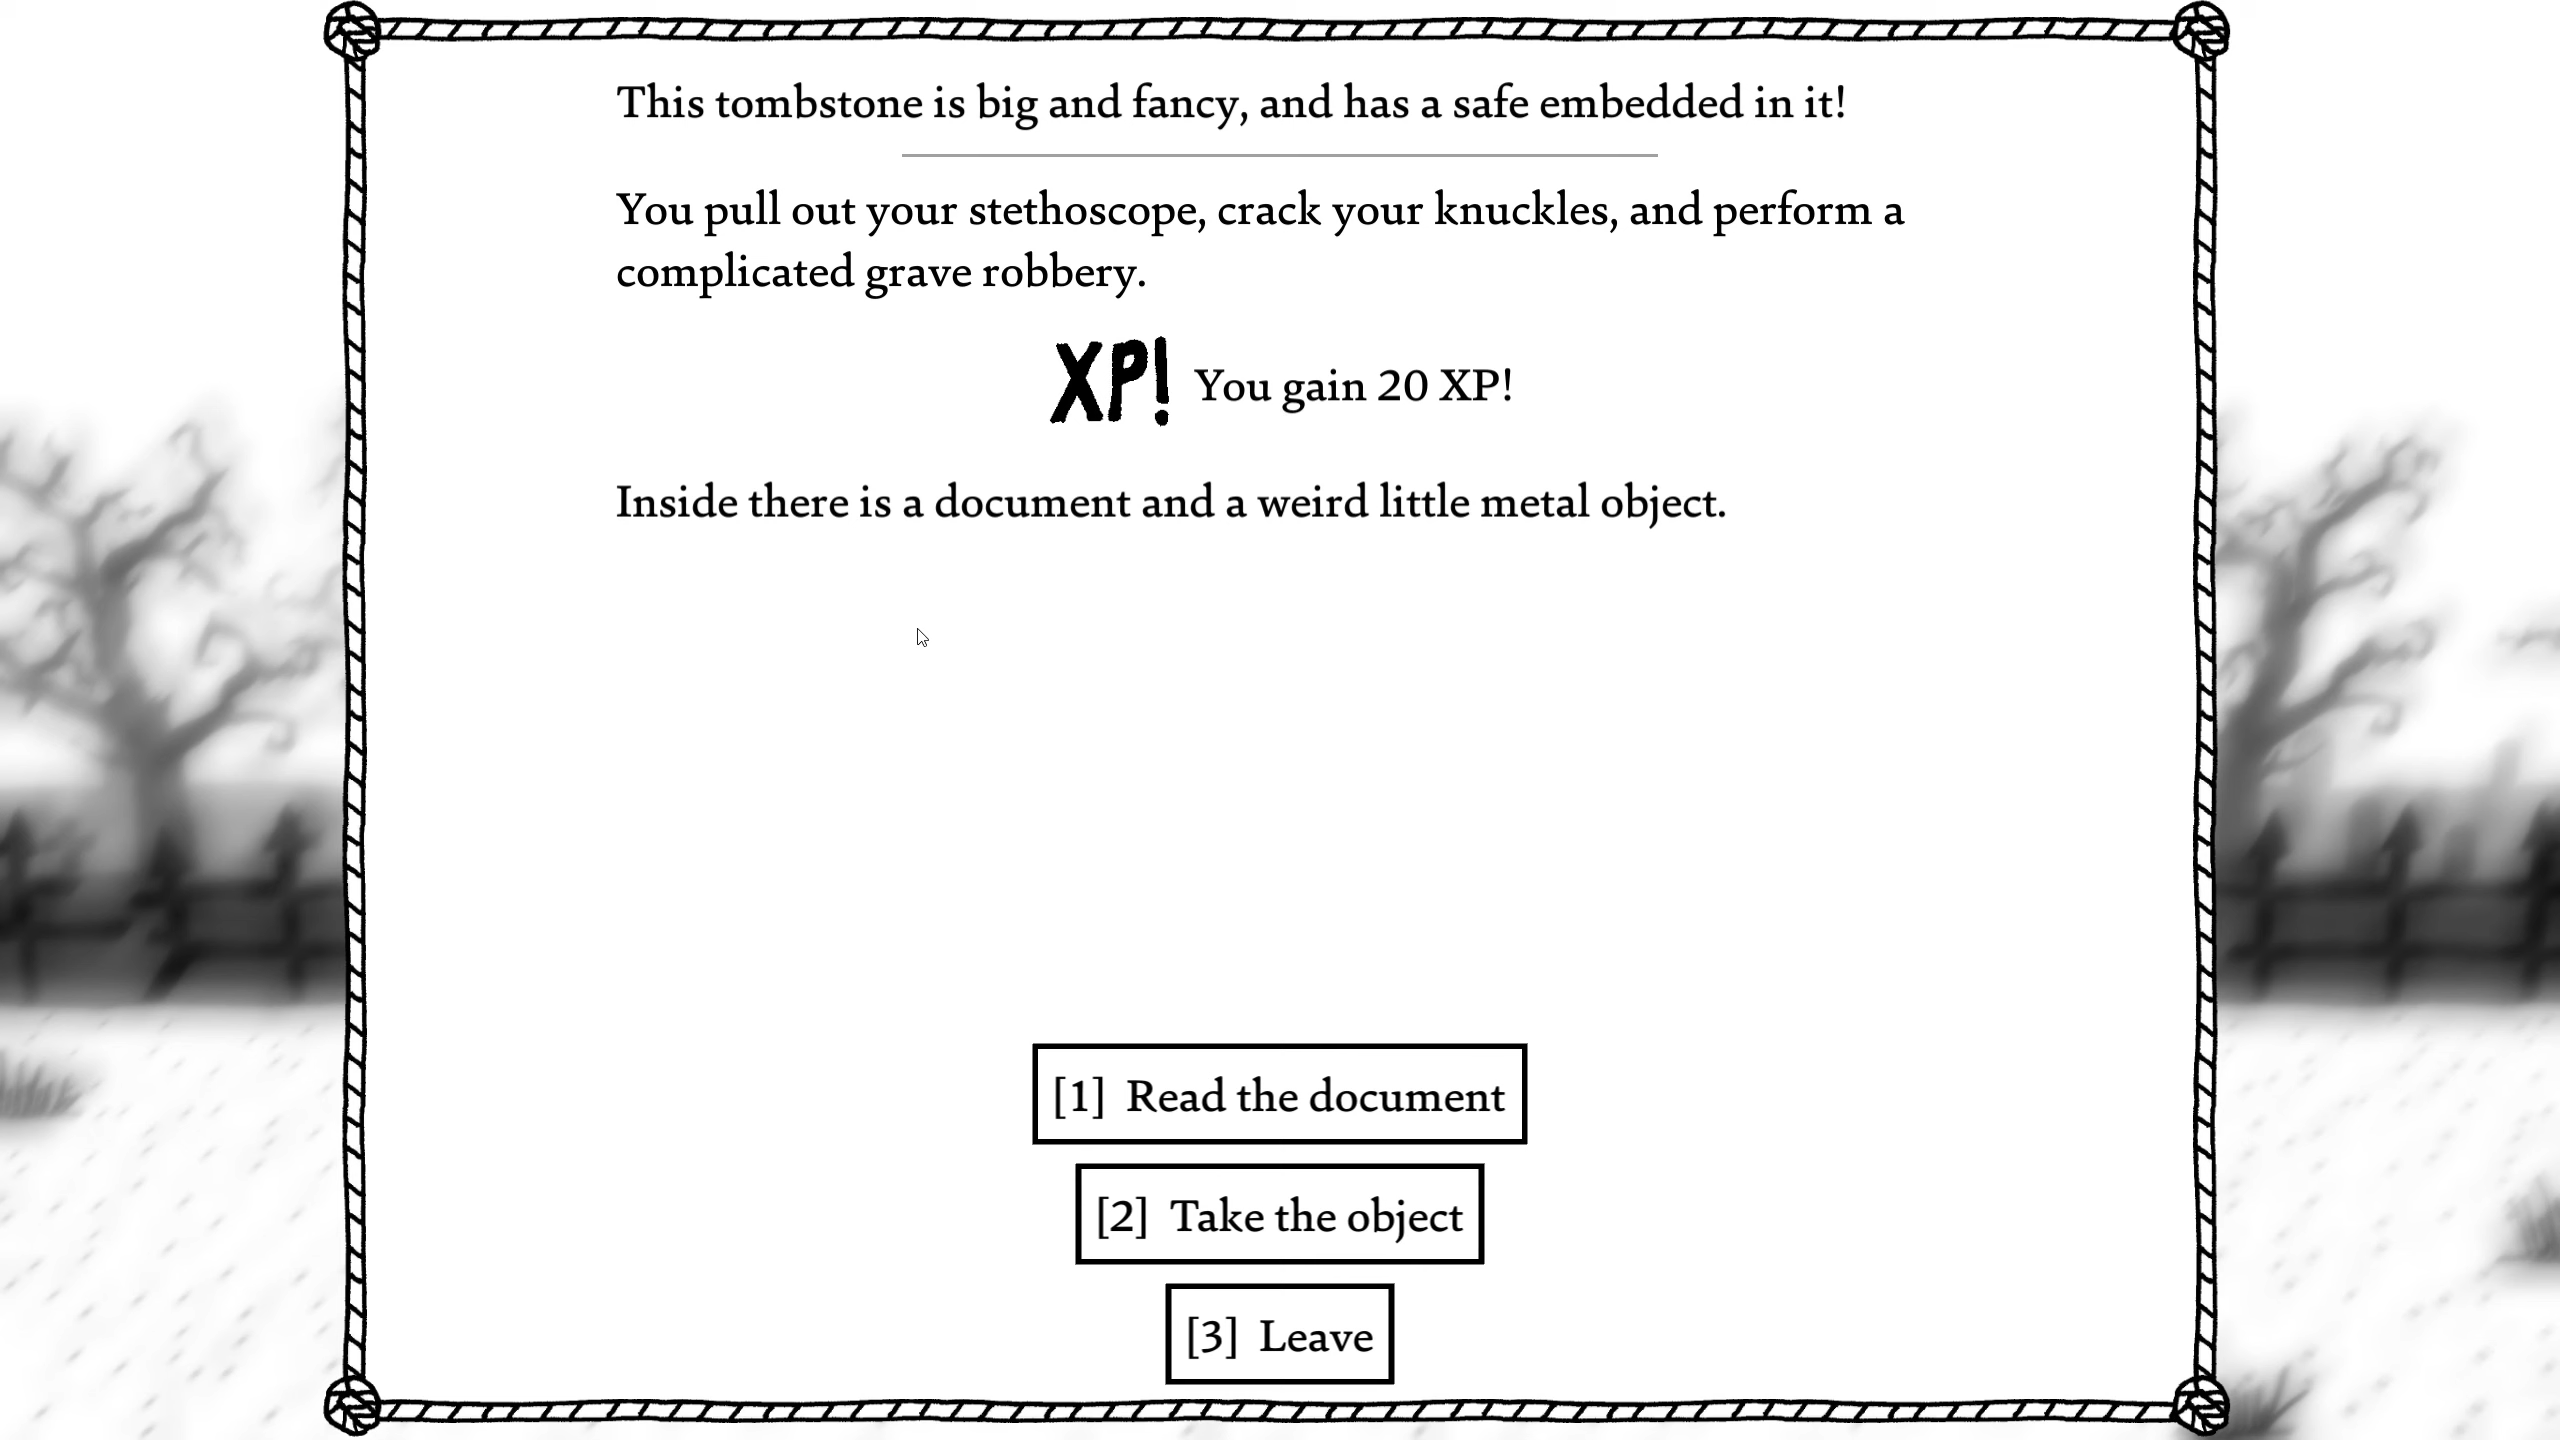 This tombstone is big and fancy, and has a safe embedded in it!
You pull out your stethoscope, crack your knuckles, and perform a
complicated grave robbery.
XP! You gain 20 XP!
Inside there is a document and a weird little metal object.
[1] Read the document
[2] Take the object
[3] Leave